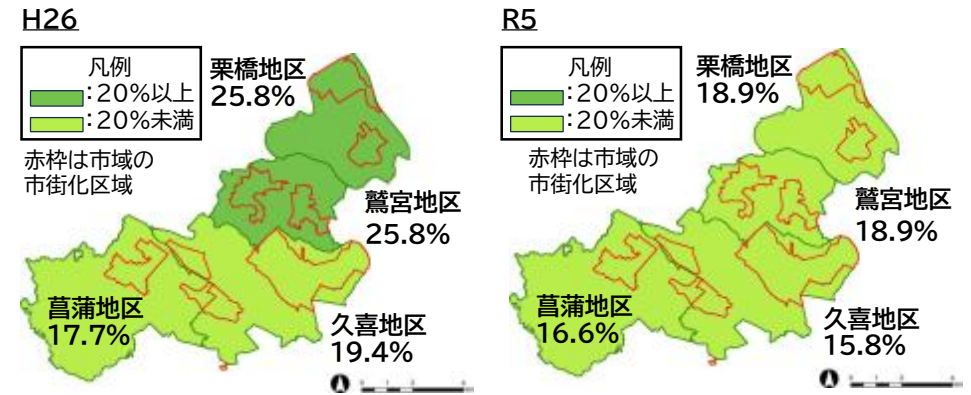 H26
凡例
:20%以上
:20%未満
赤枠は市域の
市街化区域
栗橋地区
25.8%
鷲宮地区
25.8%
菖蒲地区
17.7%
久喜地区
19.4%
R5
凡例
:20%以上
:20%未満
赤枠は市域の
市街化区域
栗橋地区
18.9%
鷲宮地区
18.9%
菖蒲地区
16.6%
久喜地区
15.8%